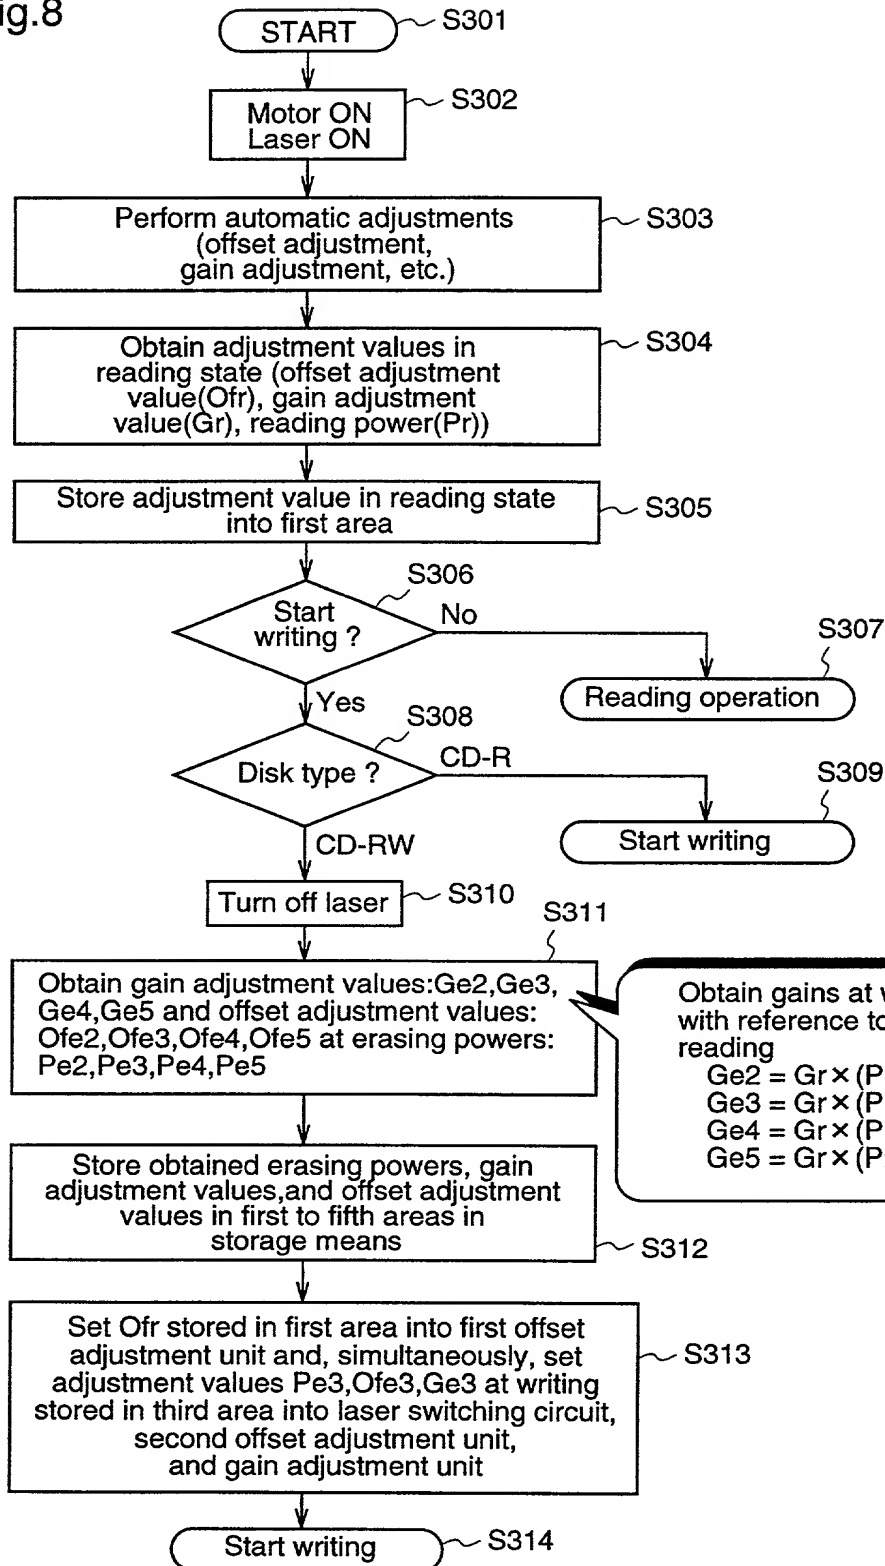 ig.8
START
S301
Motor ON
Laser ON
S302
Perform automatic adjustments
(offset adjustment,
gain adjustment, etc.)
S303
Obtain adjustment values in
reading state (offset adjustment
value(Ofr), gain adjustment
value(Gr), reading power(Pr))
S304
Store adjustment value in reading state
into first area
S305
S306
Start
writing ?
No
S307
Reading operation
Yes
S308
Disk type ?
CD-R
S309
Start writing
CD-RW
Turn off laser
S310
S311
Obtain gain adjustment values:Ge2,Ge3,
Ge4,Ge5 and offset adjustment values:
Ofe2,Ofe3,Ofe4,Ofe5 at erasing powers:
Pe2,Pe3,Pe4,Pe5
Obtain gains at
with reference to
reading
Ge2 = Gr×(P
Ge3 = Gr×(P
Ge4 = Gr×(P
Ge5 = Gr×(P
Store obtained erasing powers, gain
adjustment values,and offset adjustment
values in first to fifth areas in
storage means
S312
Set Ofr stored in first area into first offset
adjustment unit and, simultaneously, set
adjustment values Pe3,Ofe3,Ge3 at writing
stored in third area into laser switching circuit,
second offset adjustment unit,
and gain adjustment unit
S313
Start writing
S314